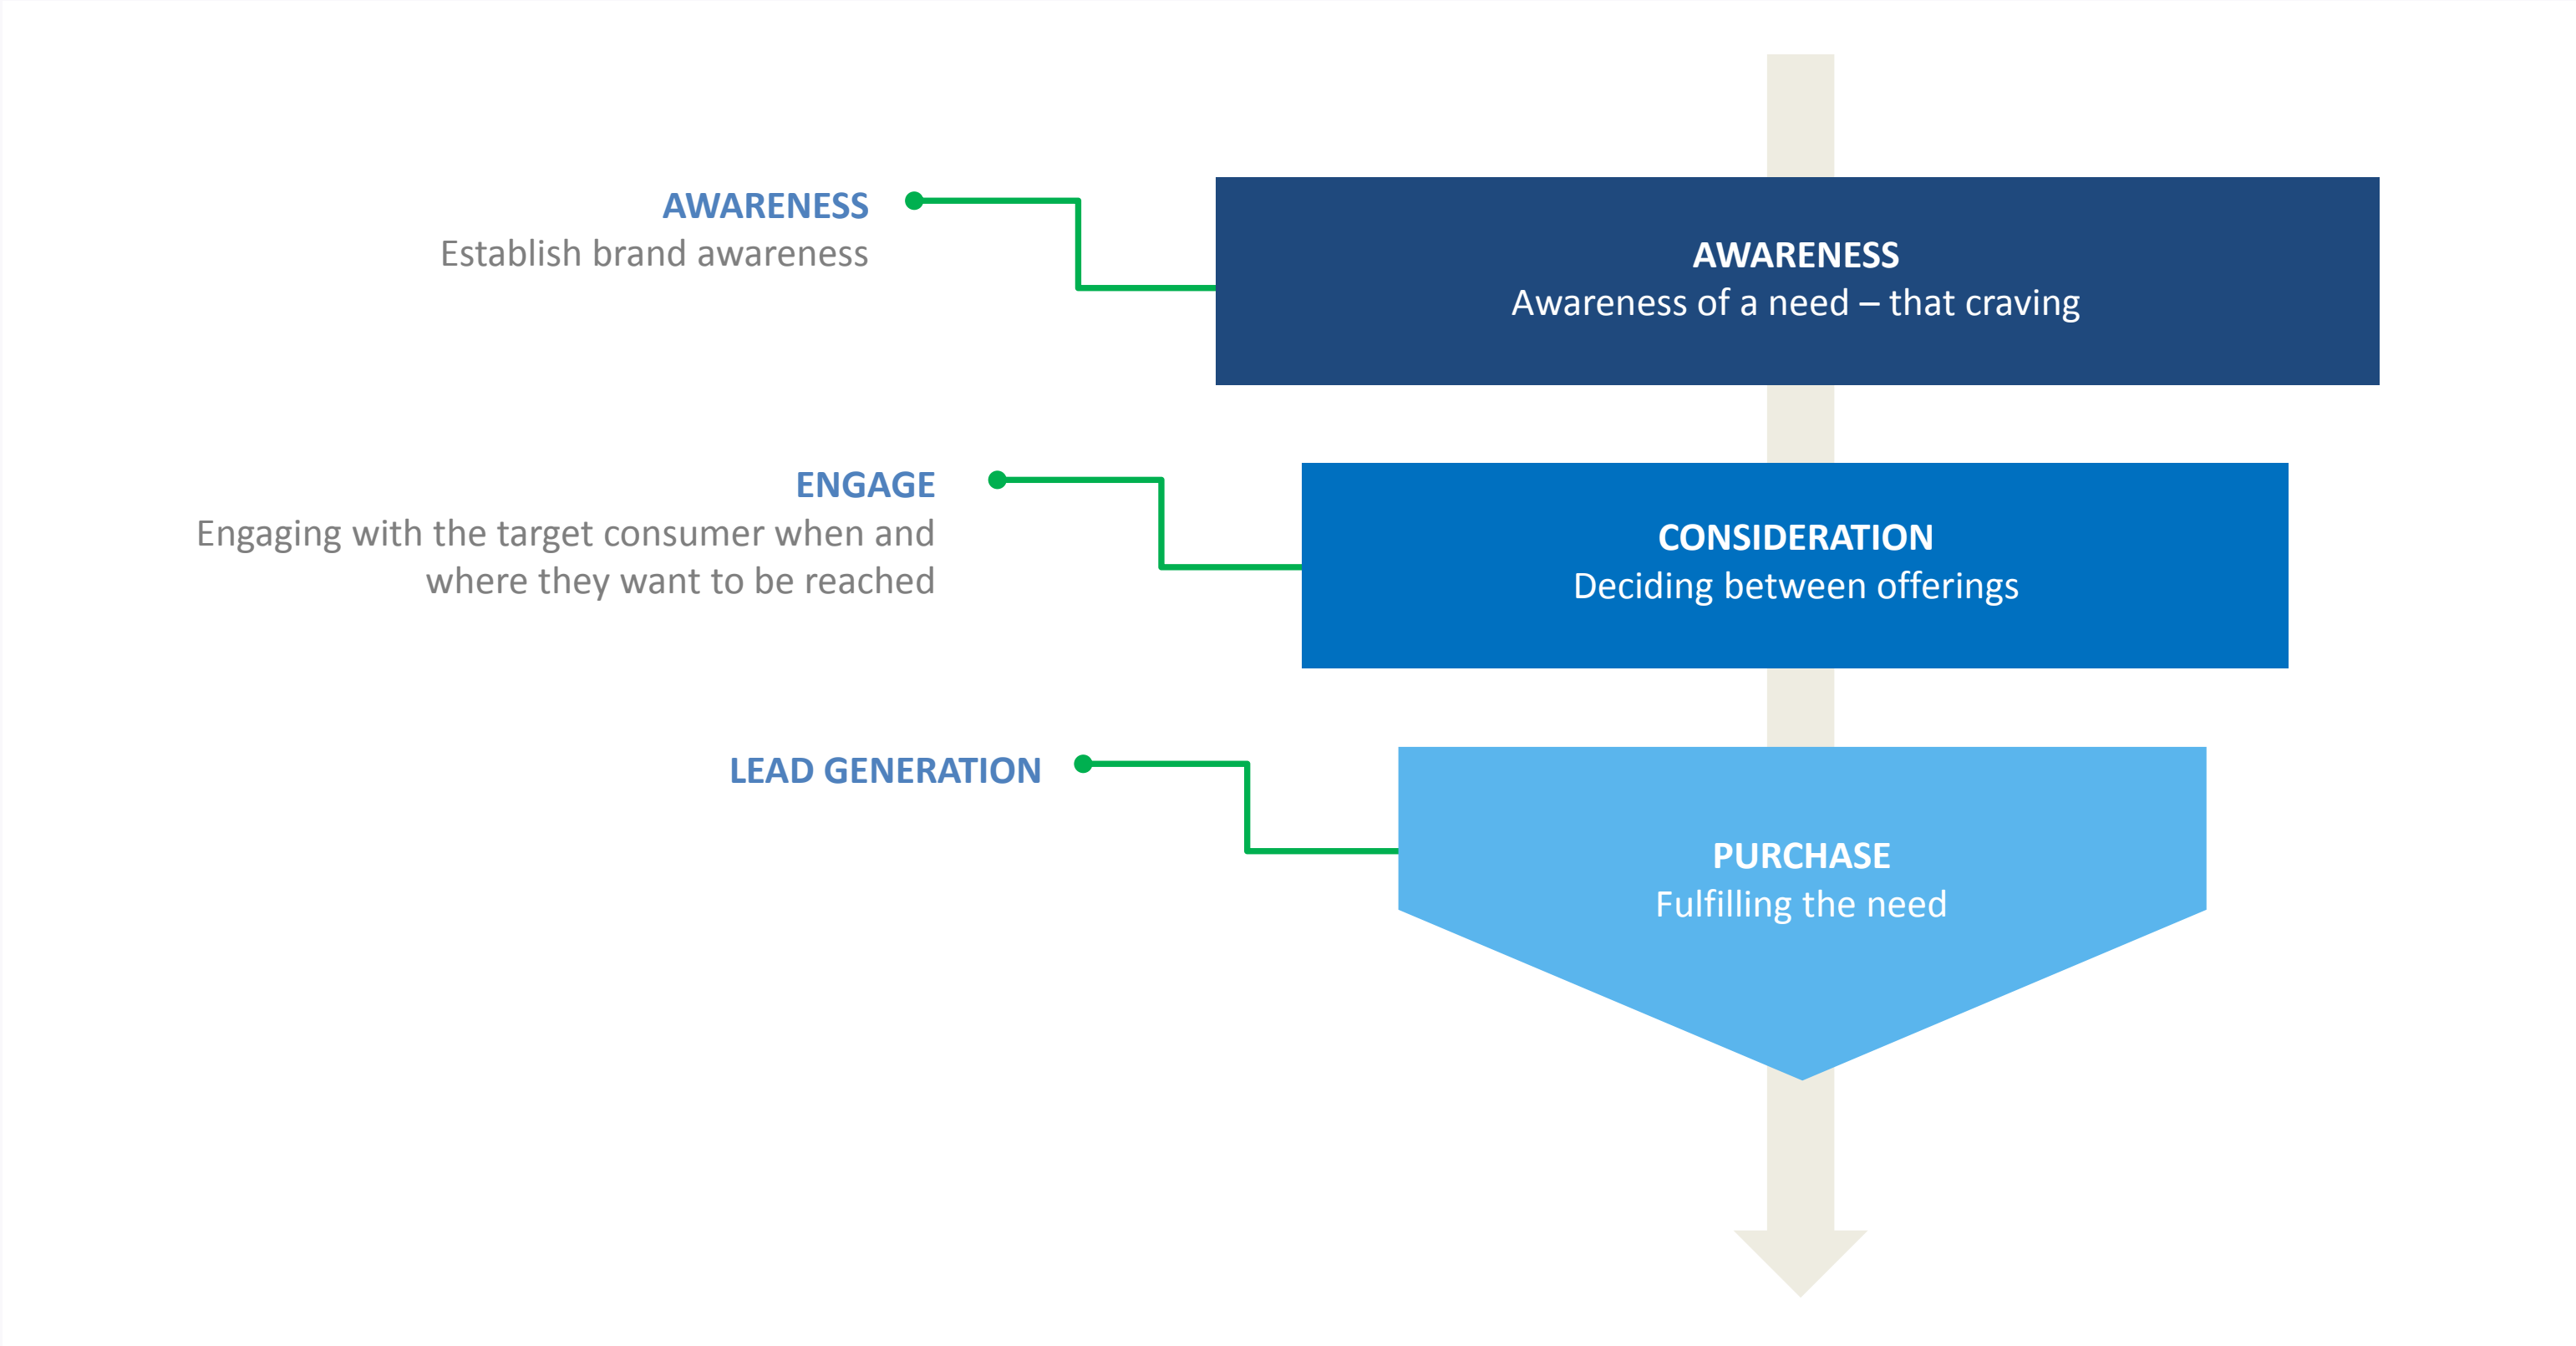 AWARENESS
Establish brand awareness
AWARENESS
Awareness of a need – that craving
ENGAGE
Engaging with the target consumer when and
where they want to be reached
CONSIDERATION
Deciding between offerings
LEAD GENERATION
PURCHASE
Fulfilling the need